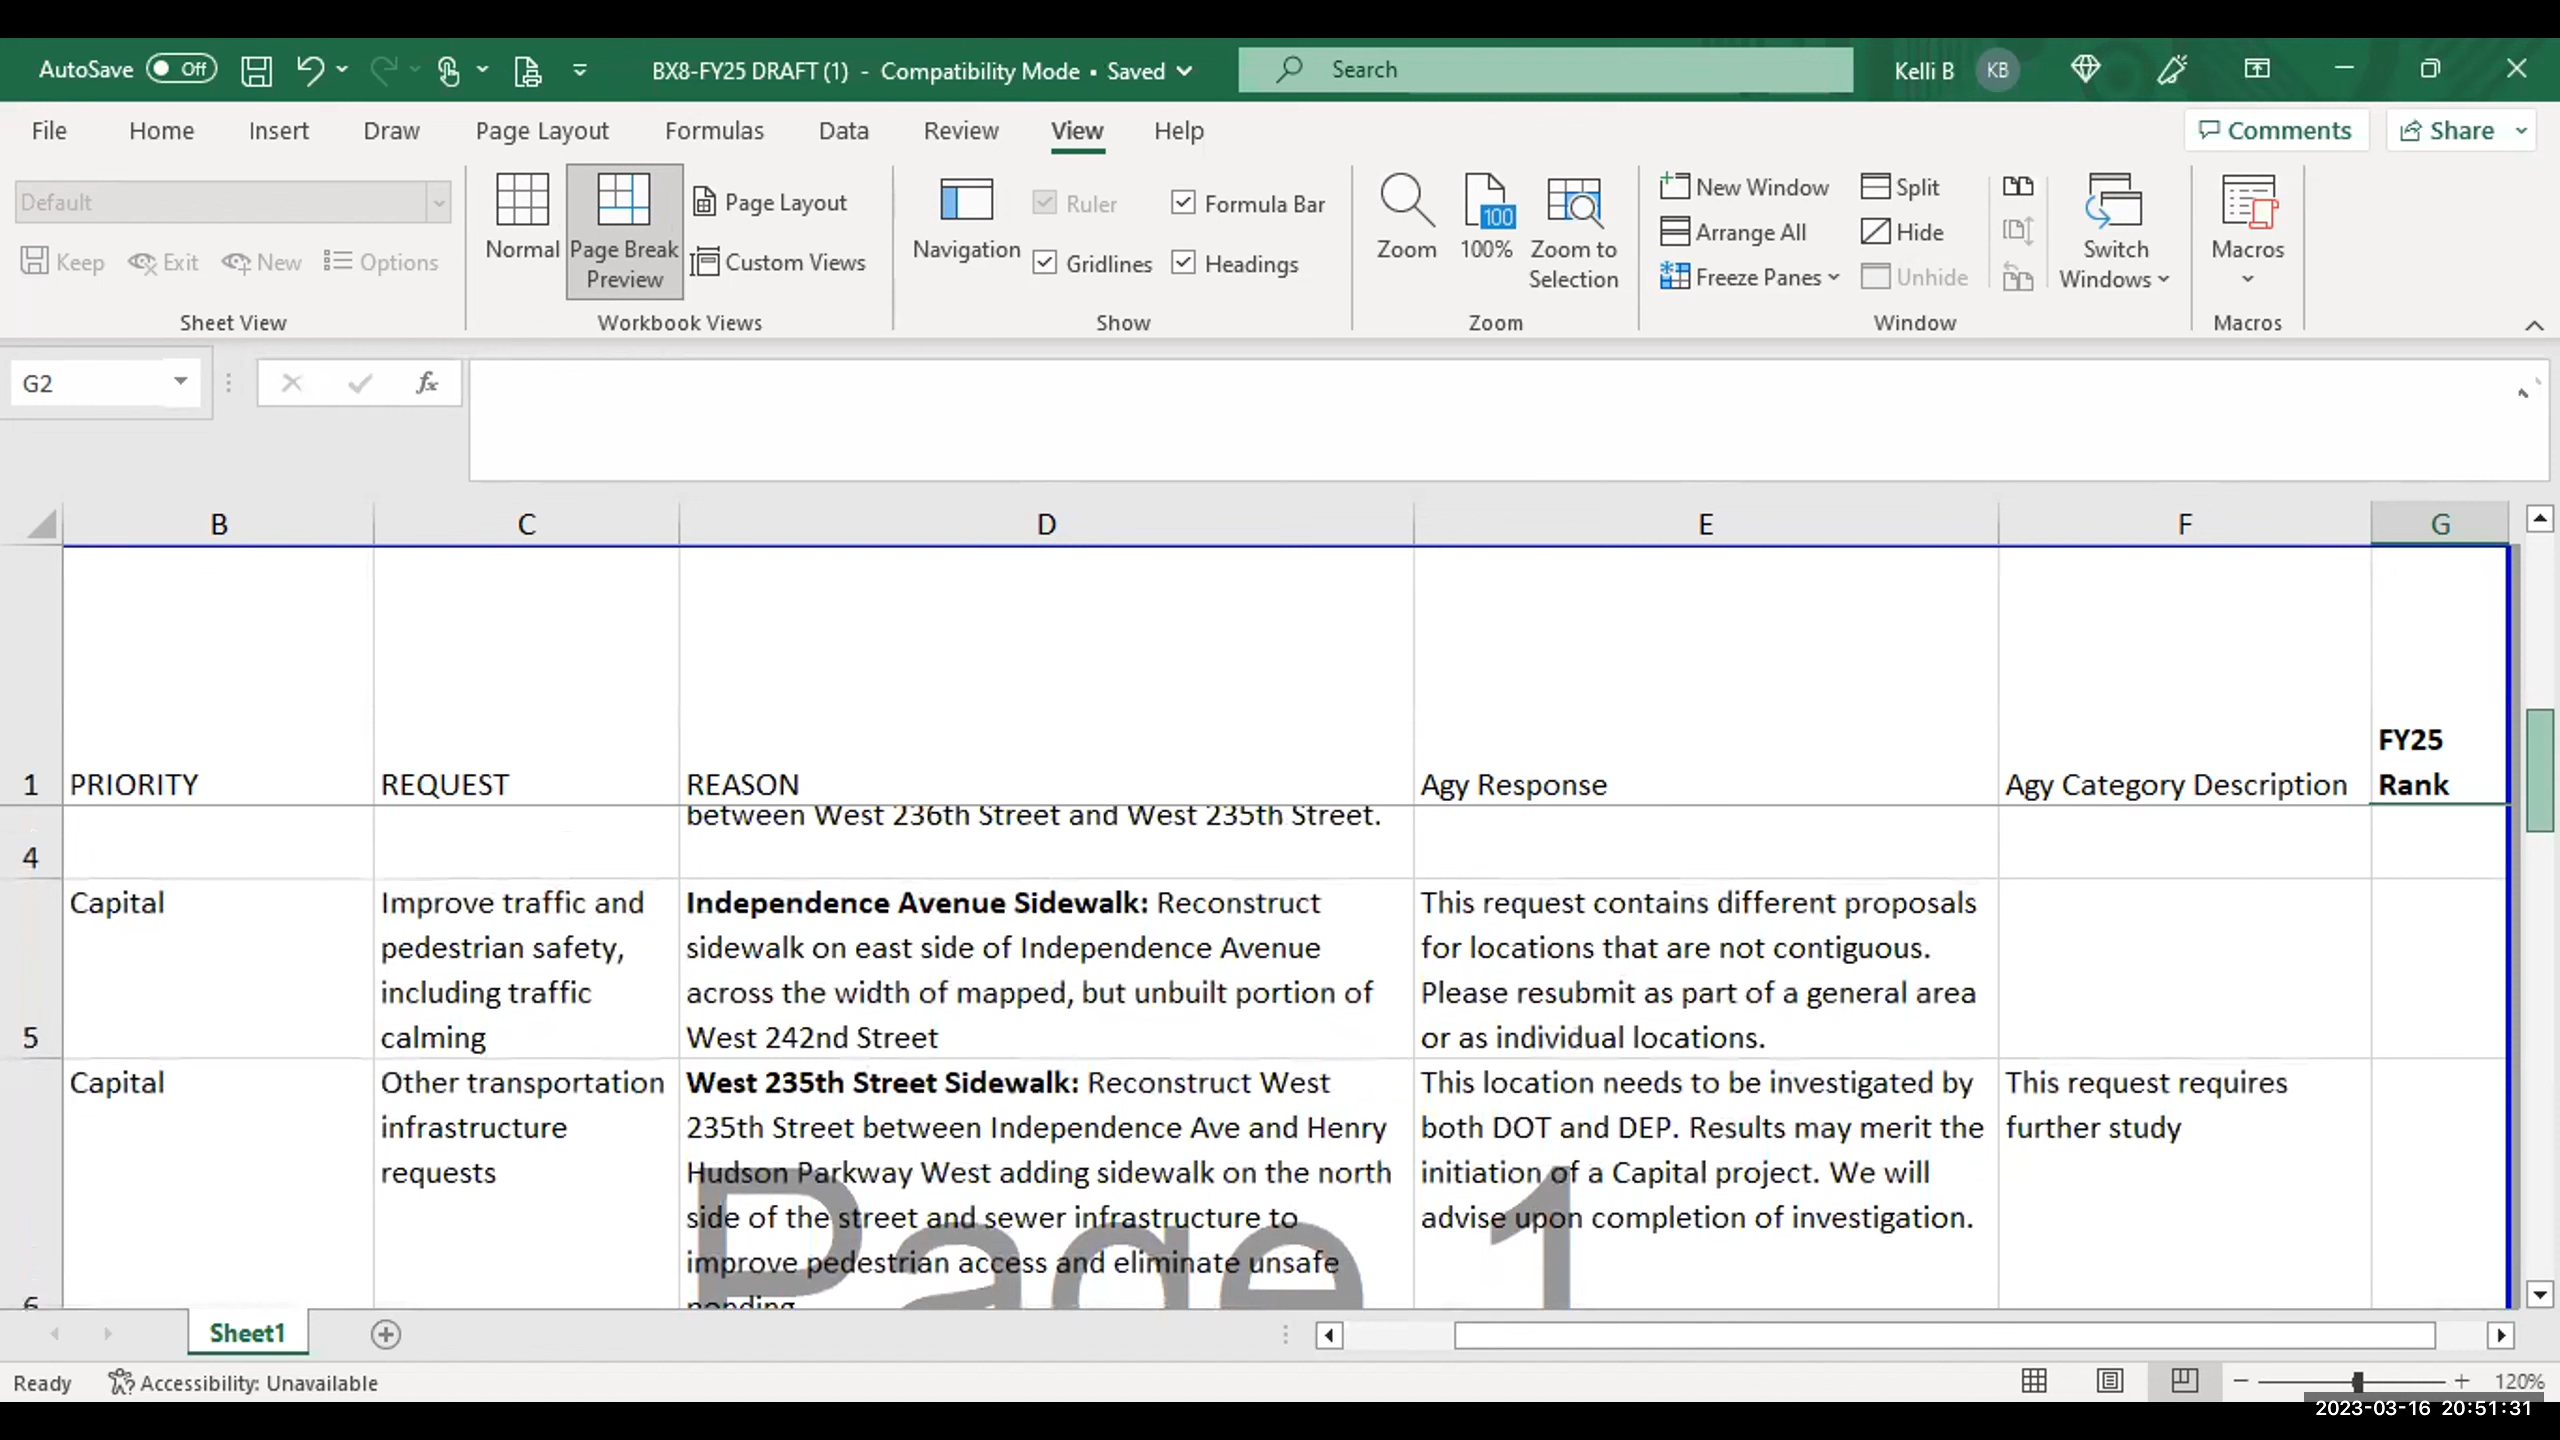 AutoSave Off BX8-FY25 DRAFT (1) - Compatibility Mode • Saved Search Kelli B KB
File Home Insert Draw Page Layout Formulas Data Review View Help Comments Share
Default
Keep Exit New Options
Sheet View
Normal
Page Break
Preview
Page Layout
Custom Views
Workbook Views
Navigation
Ruler
Formula Bar
Gridlines
Headings
Show
Zoom
100
100%
Zoom to
Selection
Zoom
New Window
Arrange All
Freeze Panes
Split
Hide
Unhide
Switch
Windows
Window
Macros
Macros
G2
fx
B C D E F G
1 PRIORITY REQUEST REASON Agy Response Agy Category Description FY25
Rank
between West 236th Street and West 235th Street.
4
Capital
Improve traffic and
pedestrian safety,
including traffic
calming
Independence Avenue Sidewalk: Reconstruct
sidewalk on east side of Independence Avenue
across the width of mapped, but unbuilt portion of
West 242nd Street
This request contains different proposals
for locations that are not contiguous.
Please resubmit as part of a general area
or as individual locations.
5
Capital
Other transportation
infrastructure
requests
West 235th Street Sidewalk: Reconstruct West
235th Street between Independence Ave and Henry
Hudson Parkway West adding sidewalk on the north
side of the street and sewer infrastructure to
improve pedestrian access and eliminate unsafe
ponding
This location needs to be investigated by
both DOT and DEP. Results may merit the
initiation of a Capital project. We will
advise upon completion of investigation.
This request requires
further study
6
Page 1
Sheet1
Ready Accessibility: Unavailable 120%
2023-03-16 20:51:31